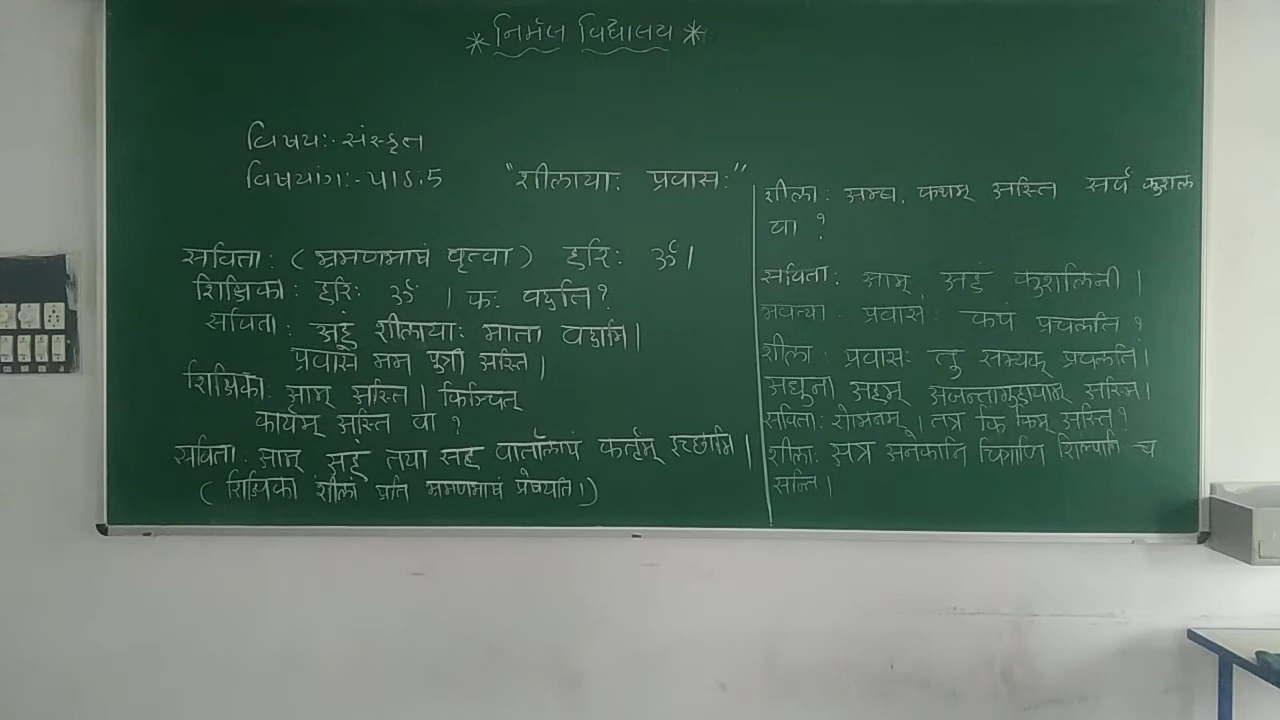 * निर्मल विद्यालय *
विषय:- संस्कृत
विषयांग:- पाठ.5 "शीलाया: प्रवास:"
सविता: (भ्रमणभाषं धृत्वा) हरि: ॐ।
शिक्षिका: हरि: ॐ । क: वदति?
सविता: अहं शीलाया: माता वदामि।
प्रवासे मम पुत्री अस्ति।
शिक्षिका: आम् अस्ति। किञ्चित्
कार्यम् अस्ति वा ?
सविता: आम् अहं तया सह वार्तालापं कर्तुम् इच्छामि।
(शिक्षिका शीलां प्रति भ्रमणभाषं प्रेषयति।)
शीला: अम्ब, कथम् अस्ति सर्वं कुशलं
वा ?
सविता: आम्, अहं कुशलिनी।
भवत्या: प्रवास: कथं प्रचलति ?
शीला: प्रवास: तु सम्यक् प्रचलति।
अधुना अहम् अजन्तागुहायाम् अस्मि।
सविता: शोभनम्। तत्र किं किम् अस्ति?
शीला: अत्र अनेकानि चित्राणि शिल्पानि च
सन्ति।